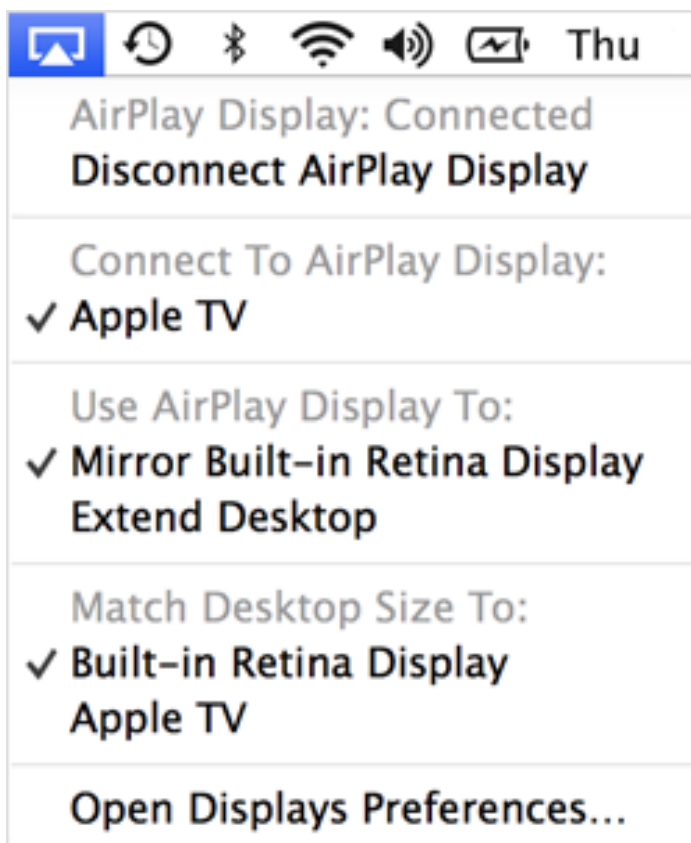 Thu
AirPlay Display: Connected
Disconnect AirPlay Display
Connect To AirPlay Display:
✓ Apple TV
Use AirPlay Display To:
✓ Mirror Built-in Retina Display
Extend Desktop
Match Desktop Size To:
✓ Built-in Retina Display
Apple TV
Open Displays Preferences...